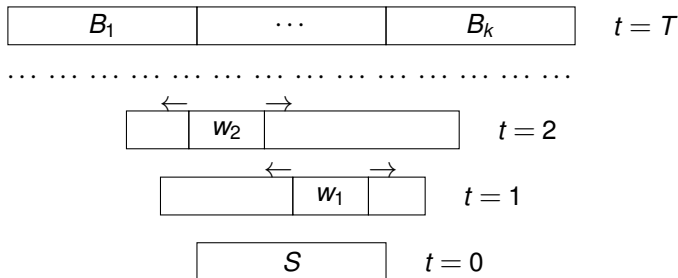 B₁ ⋯ Bₖ t = T
⋯ ⋯ ⋯ ⋯ ⋯ ⋯ ⋯ ⋯ ⋯ ⋯ ⋯ ⋯ ⋯ ⋯ ⋯
← →
w₂ t = 2
← →
w₁ t = 1
S t = 0